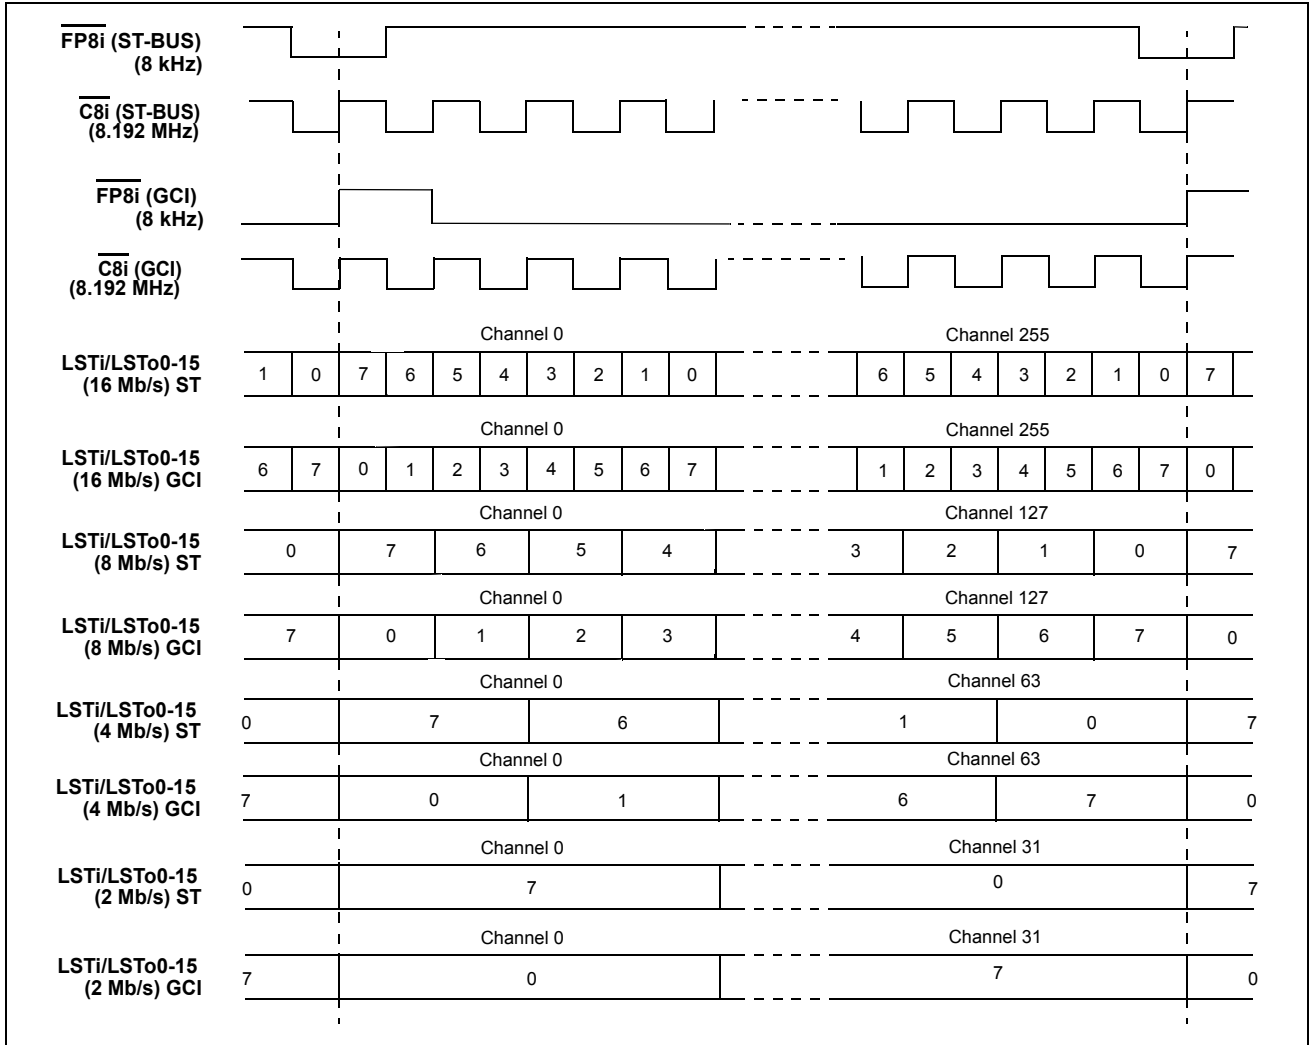 FP8i (ST-BUS)
(8 kHz)
C8i (ST-BUS)
(8.192 MHz)
FP8i (GCI)
(8 kHz)
C8i (GCI)
(8.192 MHz)
Channel 0 Channel 255
LSTi/LSTo0-15
(16 Mb/s) ST
1 0 7 6 5 4 3 2 1 0 6 5 4 3 2 1 0 7
Channel 0 Channel 255
LSTi/LSTo0-15
(16 Mb/s) GCI
6 7 0 1 2 3 4 5 6 7 1 2 3 4 5 6 7 0
Channel 0 Channel 127
LSTi/LSTo0-15
(8 Mb/s) ST
0 7 6 5 4 3 2 1 0 7
Channel 0 Channel 127
LSTi/LSTo0-15
(8 Mb/s) GCI
7 0 1 2 3 4 5 6 7 0
Channel 0 Channel 63
LSTi/LSTo0-15
(4 Mb/s) ST
0 7 6 1 0 7
Channel 0 Channel 63
LSTi/LSTo0-15
(4 Mb/s) GCI
7 0 1 6 7 0
Channel 0 Channel 31
LSTi/LSTo0-15
(2 Mb/s) ST
0 7 0 7
Channel 0 Channel 31
LSTi/LSTo0-15
(2 Mb/s) GCI
7 0 7 0